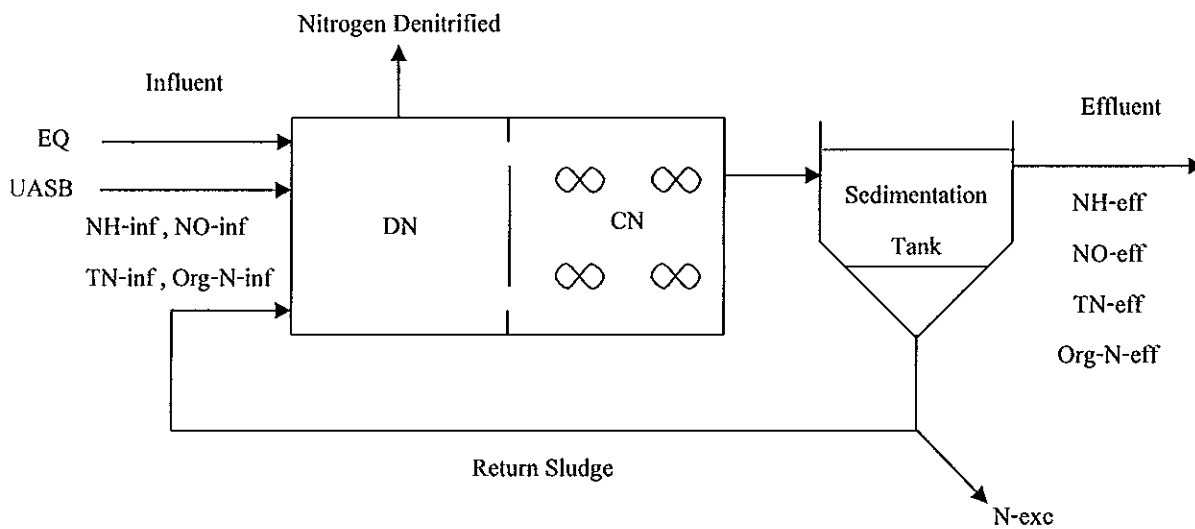 Nitrogen Denitrified
Influent
EQ
UASB
NH-inf , NO-inf
TN-inf , Org-N-inf
DN
CN
Sedimentation
Tank
Effluent
NH-eff
NO-eff
TN-eff
Org-N-eff
Return Sludge
N-exc